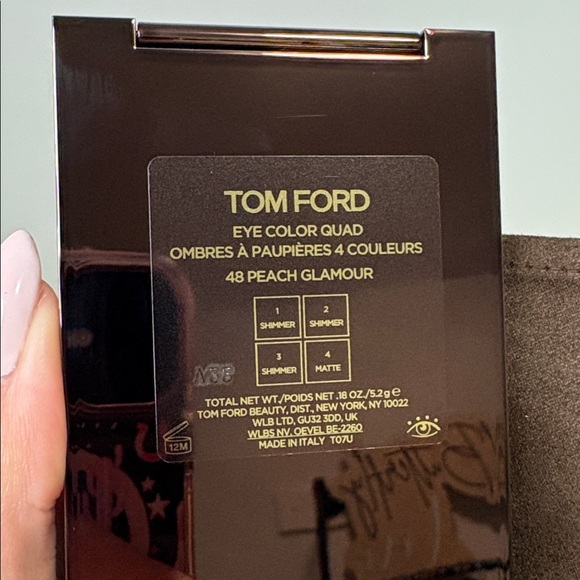 TOM FORD
EYE COLOR QUAD
OMBRES À PAUPIÈRES 4 COULEURS
48 PEACH GLAMOUR
1 SHIMMER
2 SHIMMER
3 SHIMMER
4 MATTE
TOTAL NET WT./POIDS NET .18 OZ./5.2g e
TOM FORD BEAUTY, DIST., NEW YORK, NY 10022
WLB LTD, GU32 3DD, UK
WLBS NV. OEVEL BE-2260
MADE IN ITALY T07U
12M